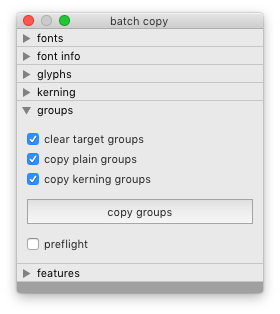 batch copy
fonts
font info
glyphs
kerning
groups
clear target groups
copy plain groups
copy kerning groups
copy groups
preflight
features